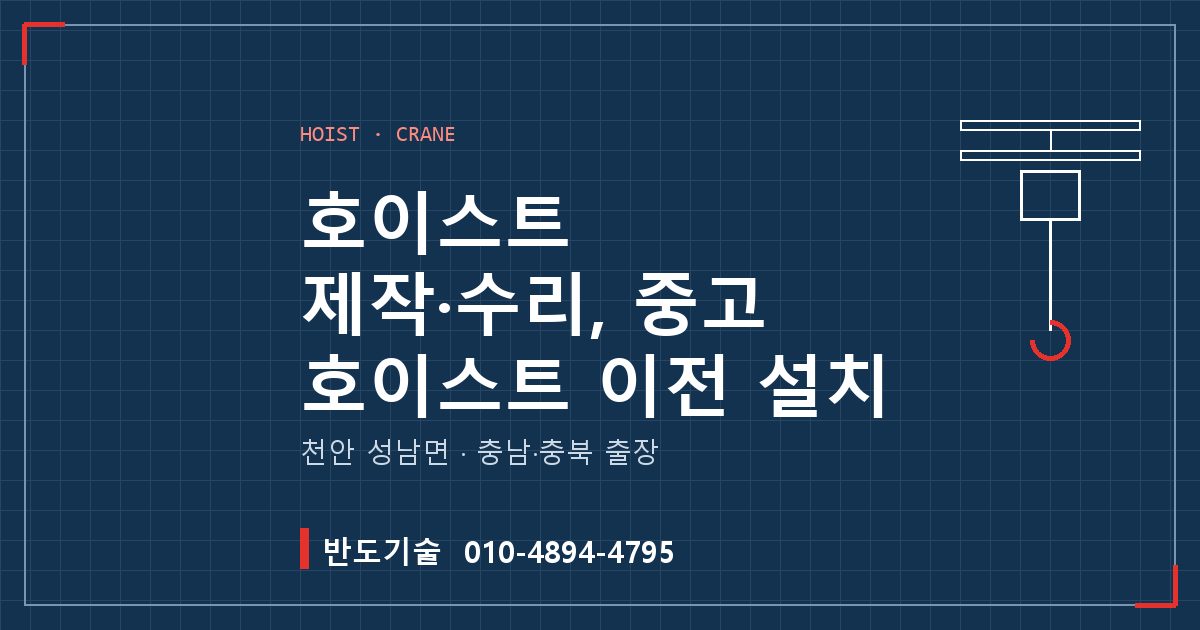 HOIST · CRANE
호이스트
제작·수리, 중고
호이스트 이전 설치
천안 성남면 · 충남·충북 출장
반도기술 010-4894-4795